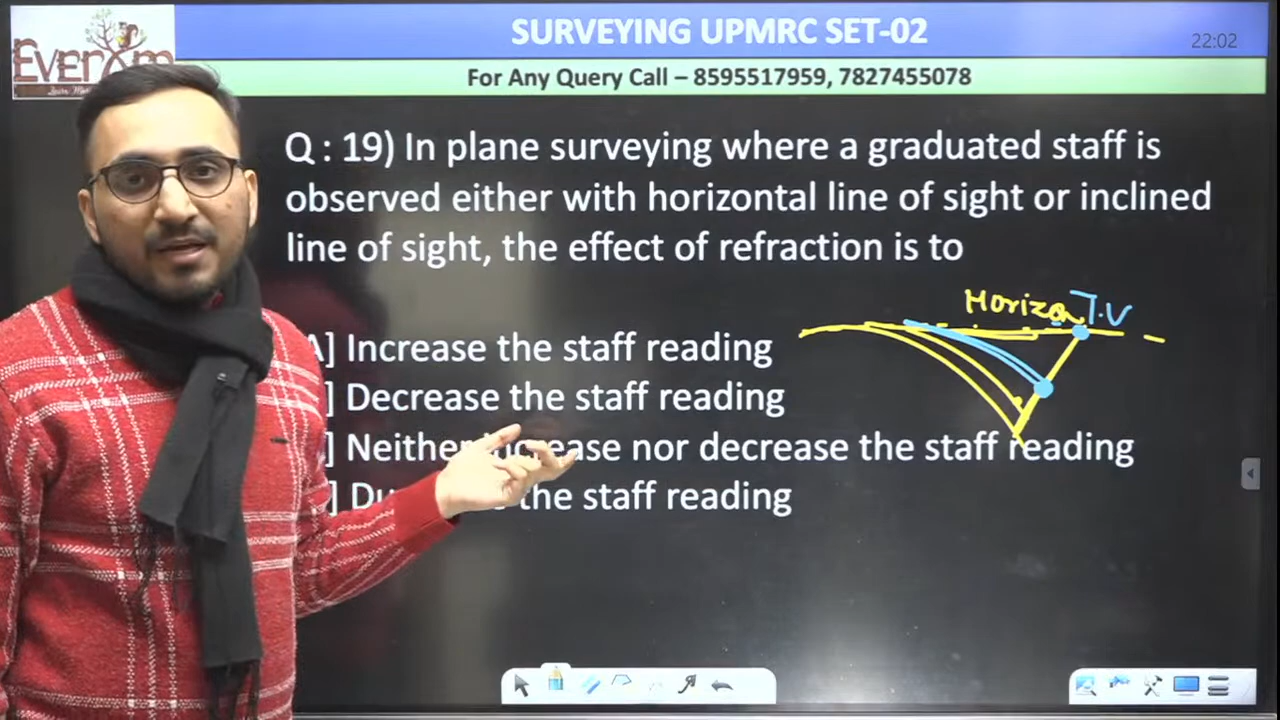 SURVEYING UPMRC SET-02
22:02
For Any Query Call – 8595517959, 7827455078
Q : 19) In plane surveying where a graduated staff is
observed either with horizontal line of sight or inclined
line of sight, the effect of refraction is to
Horizon T.V
] Increase the staff reading
] Decrease the staff reading
] Neither increase nor decrease the staff reading
] the staff reading